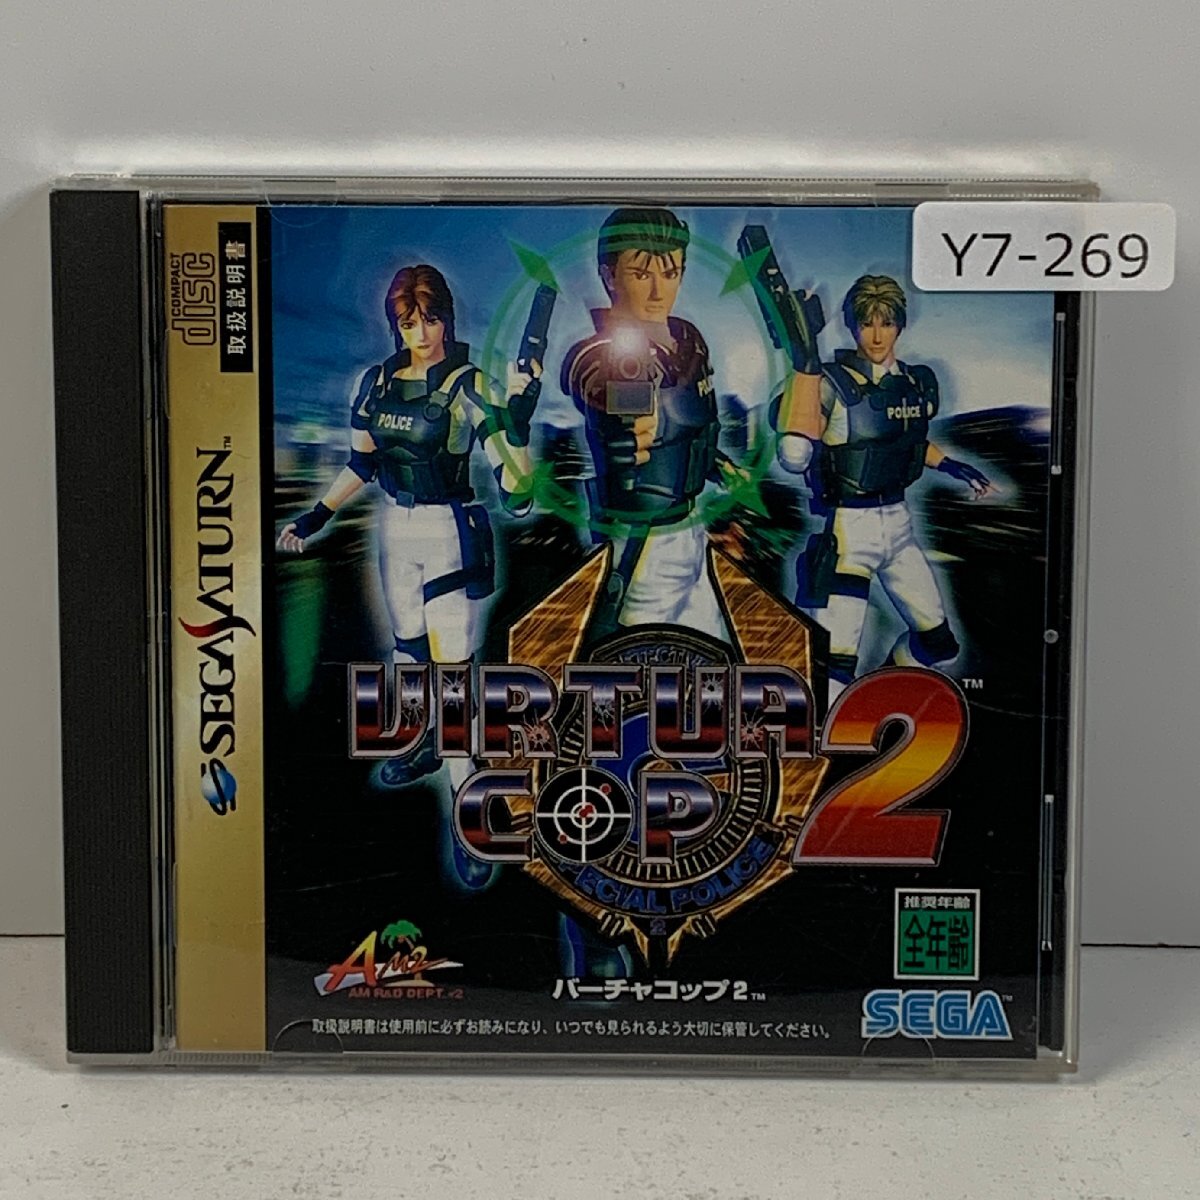 Y7-269
COMPACT
disc
取扱説明書
SEGA SATURN™
POLICE
POLICE
POLICE
VIRTUA
COP 2™
SPECIAL POLICE
2
推奨年齢
全年齢
AM2
AM R&D DEPT. #2
バーチャコップ2™
SEGA™
取扱説明書は使用前に必ずお読みになり、いつでも見られるよう大切に保管してください。